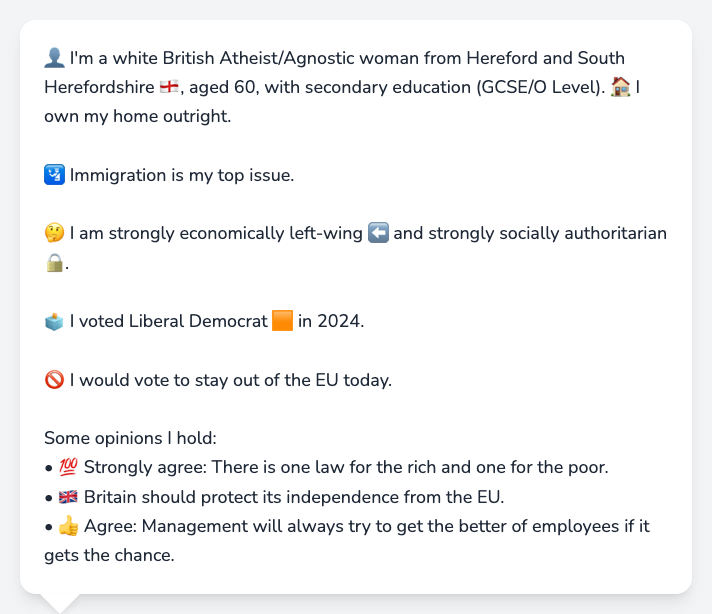 👤 I'm a white British Atheist/Agnostic woman from Hereford and South
Herefordshire 🏴󠁧󠁢󠁥󠁮󠁧󠁿, aged 60, with secondary education (GCSE/O Level). 🏠 I
own my home outright.
🛂 Immigration is my top issue.
🤔 I am strongly economically left-wing ⬅️ and strongly socially authoritarian
🔒.
🗳️ I voted Liberal Democrat 🟧 in 2024.
🚫 I would vote to stay out of the EU today.
Some opinions I hold:
• 💯 Strongly agree: There is one law for the rich and one for the poor.
• 🇬🇧 Britain should protect its independence from the EU.
• 👍 Agree: Management will always try to get the better of employees if it
gets the chance.